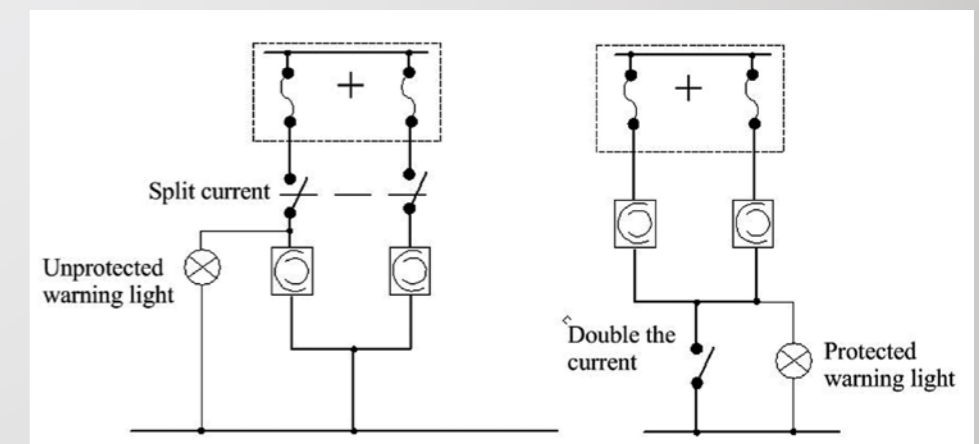 +
+
Split current
Unprotected
warning light
Double the
current
Protected
warning light